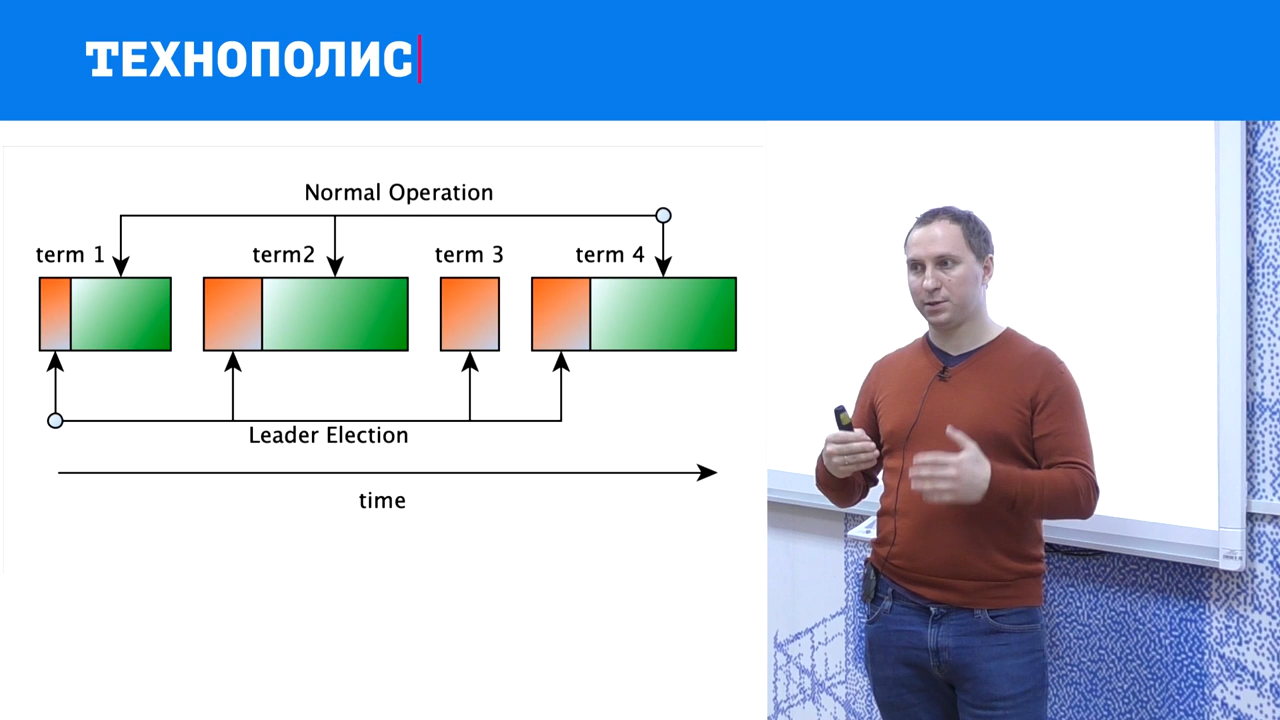 ТЕХНОПОЛИС
Normal Operation
term 1
term2
term 3
term 4
Leader Election
time